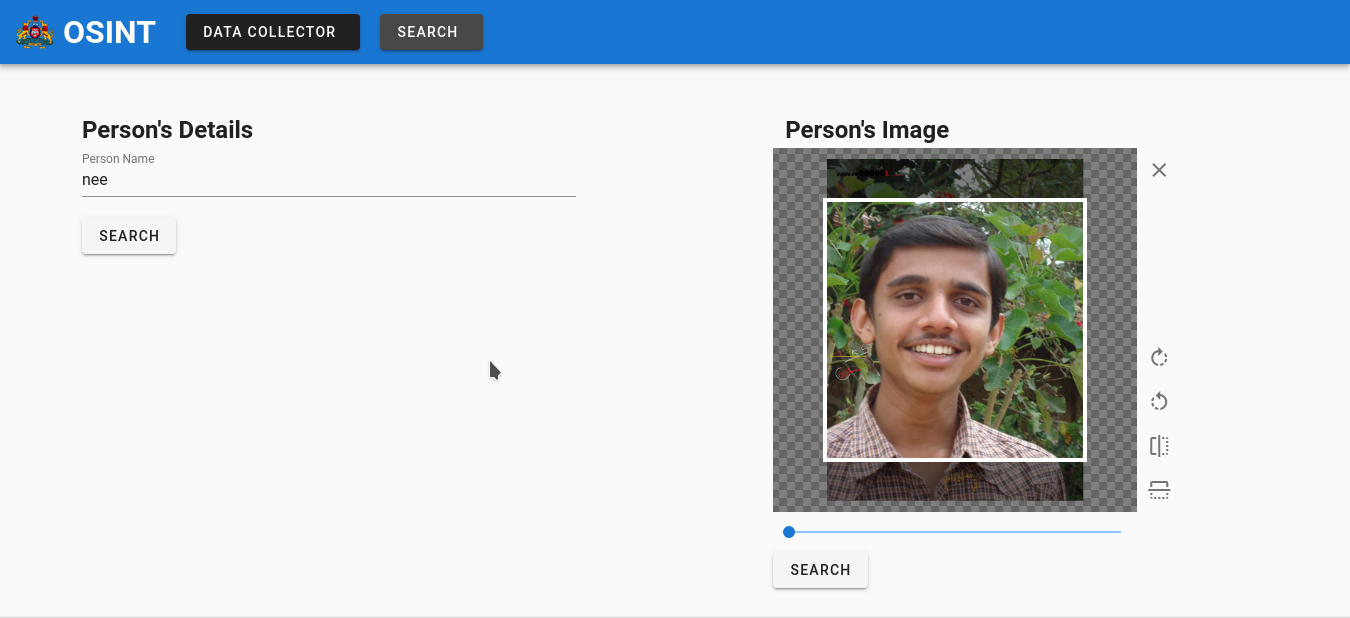 OSINT
DATA COLLECTOR
SEARCH
Person's Details
Person Name
nee
SEARCH
Person's Image
SEARCH